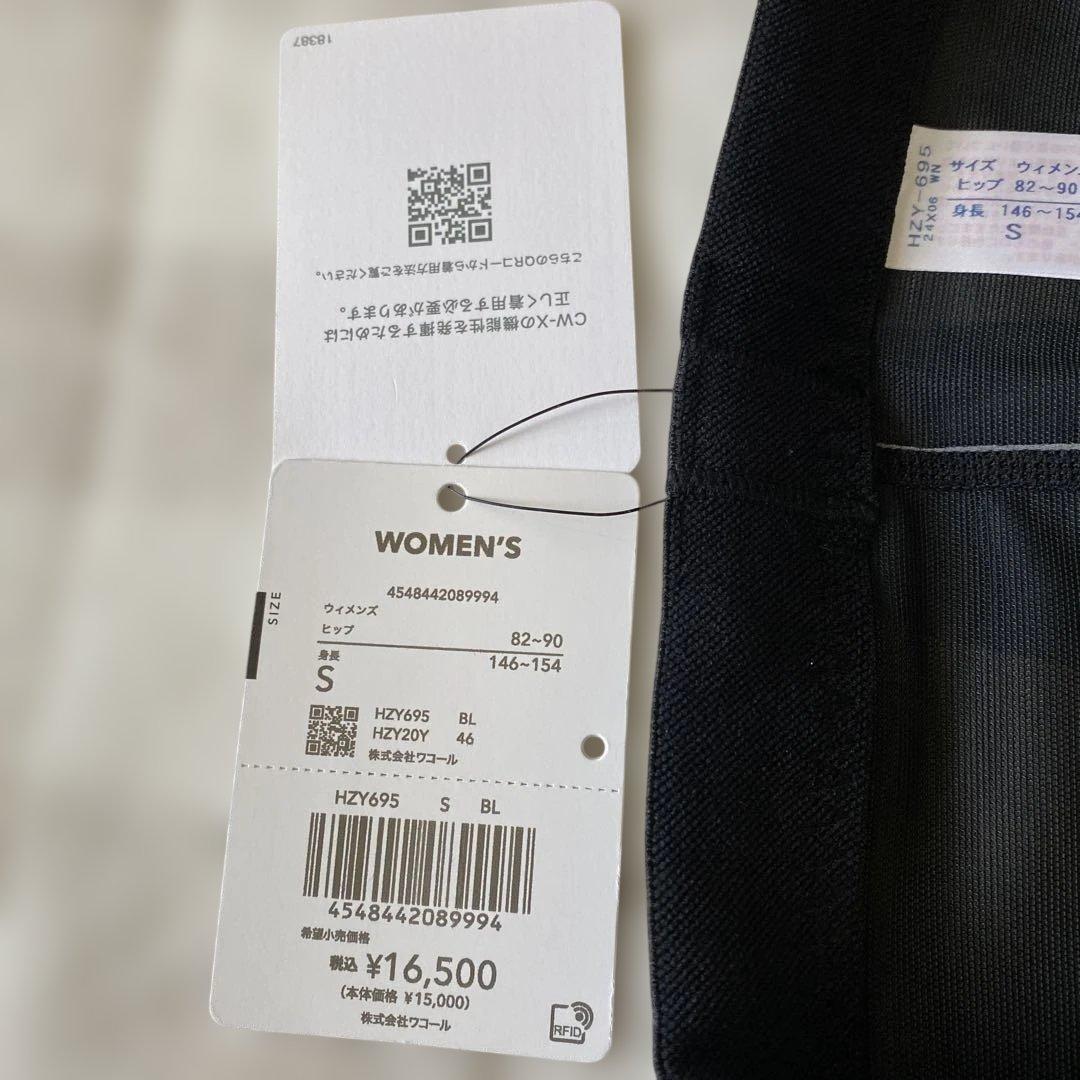 18387
CW-Xの機能性を発揮するためには
正しく着用する必要があります。
こちらのQRコードから着用方法をご覧ください。
WOMEN'S
4548442089994
SIZE
ウィメンズ
ヒップ 82~90
身長 146~154
S
HZY695 BL
HZY20Y 46
株式会社ワコール
HZY695 S BL
4548442089994
希望小売価格
税込 ¥16,500
(本体価格 ¥15,000)
株式会社ワコール
RFID
HZY-695
24X06 WN
サイズ ウィメン
ヒップ 82~90
身長 146~154
S